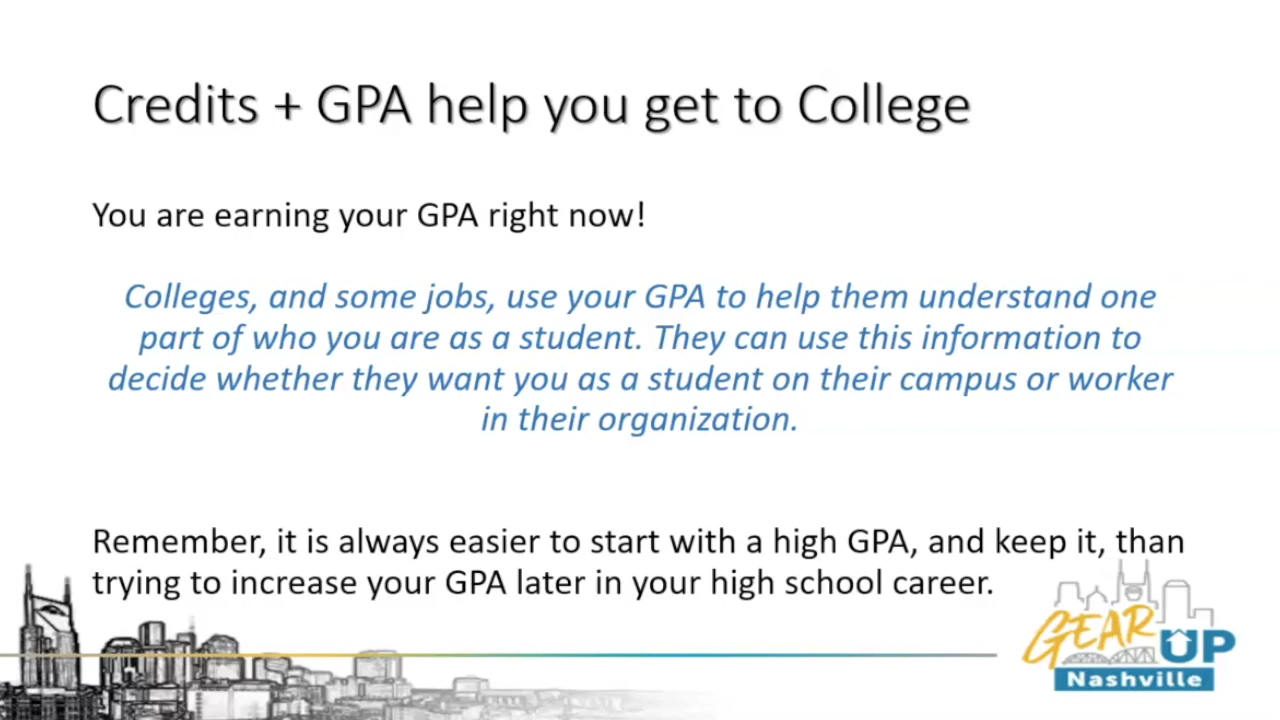 Credits + GPA help you get to College
You are earning your GPA right now!
Colleges, and some jobs, use your GPA to help them understand one
part of who you are as a student. They can use this information to
decide whether they want you as a student on their campus or worker
in their organization.
Remember, it is always easier to start with a high GPA, and keep it, than
trying to increase your GPA later in your high school career.
GEAR UP
Nashville